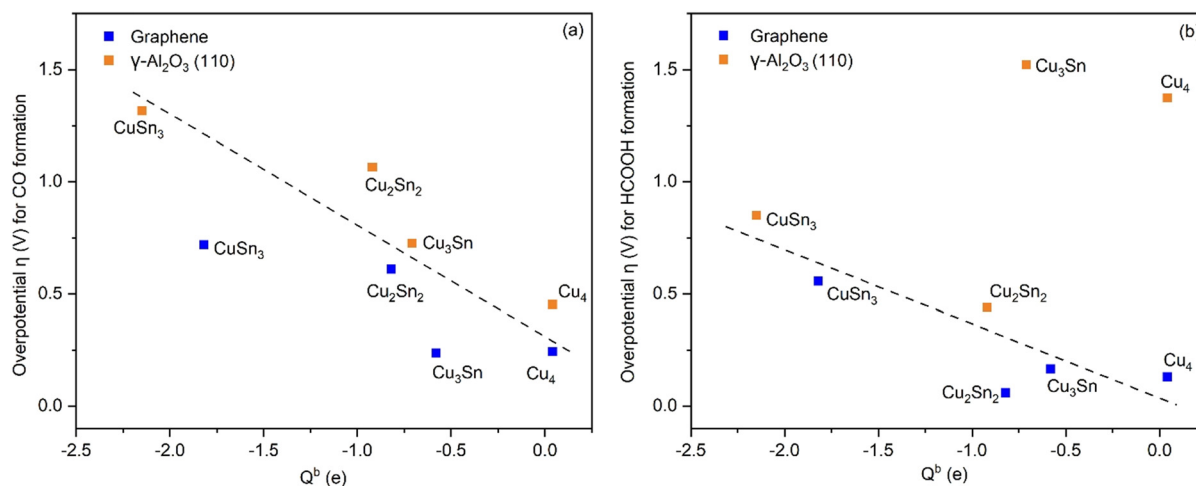 (a)
Graphene
γ-Al₂O₃ (110)
Overpotential η (V) for CO formation
1.5
1.0
0.5
0.0
CuSn₃
Cu₂Sn₂
Cu₃Sn
Cu₄
CuSn₃
Cu₂Sn₂
Cu₃Sn
Cu₄
-2.5 -2.0 -1.5 -1.0 -0.5 0.0
Qᵇ (e)
(b)
Graphene
γ-Al₂O₃ (110)
Overpotential η (V) for HCOOH formation
1.5
1.0
0.5
0.0
Cu₃Sn
Cu₄
CuSn₃
Cu₂Sn₂
CuSn₃
Cu₂Sn₂
Cu₃Sn
Cu₄
-2.5 -2.0 -1.5 -1.0 -0.5 0.0
Qᵇ (e)